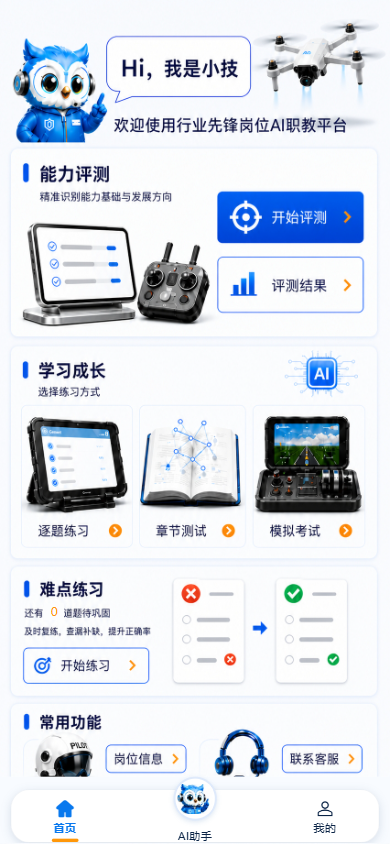 Hi，我是小技
欢迎使用行业先锋岗位AI职教平台
能力评测
精准识别能力基础与发展方向
开始评测
评测结果
学习成长
选择练习方式
AI
逐题练习
章节测试
模拟考试
难点练习
还有 0 道题待巩固
及时复练，查漏补缺，提升正确率
开始练习
常用功能
PILOT
岗位信息
联系客服
首页
AI助手
我的